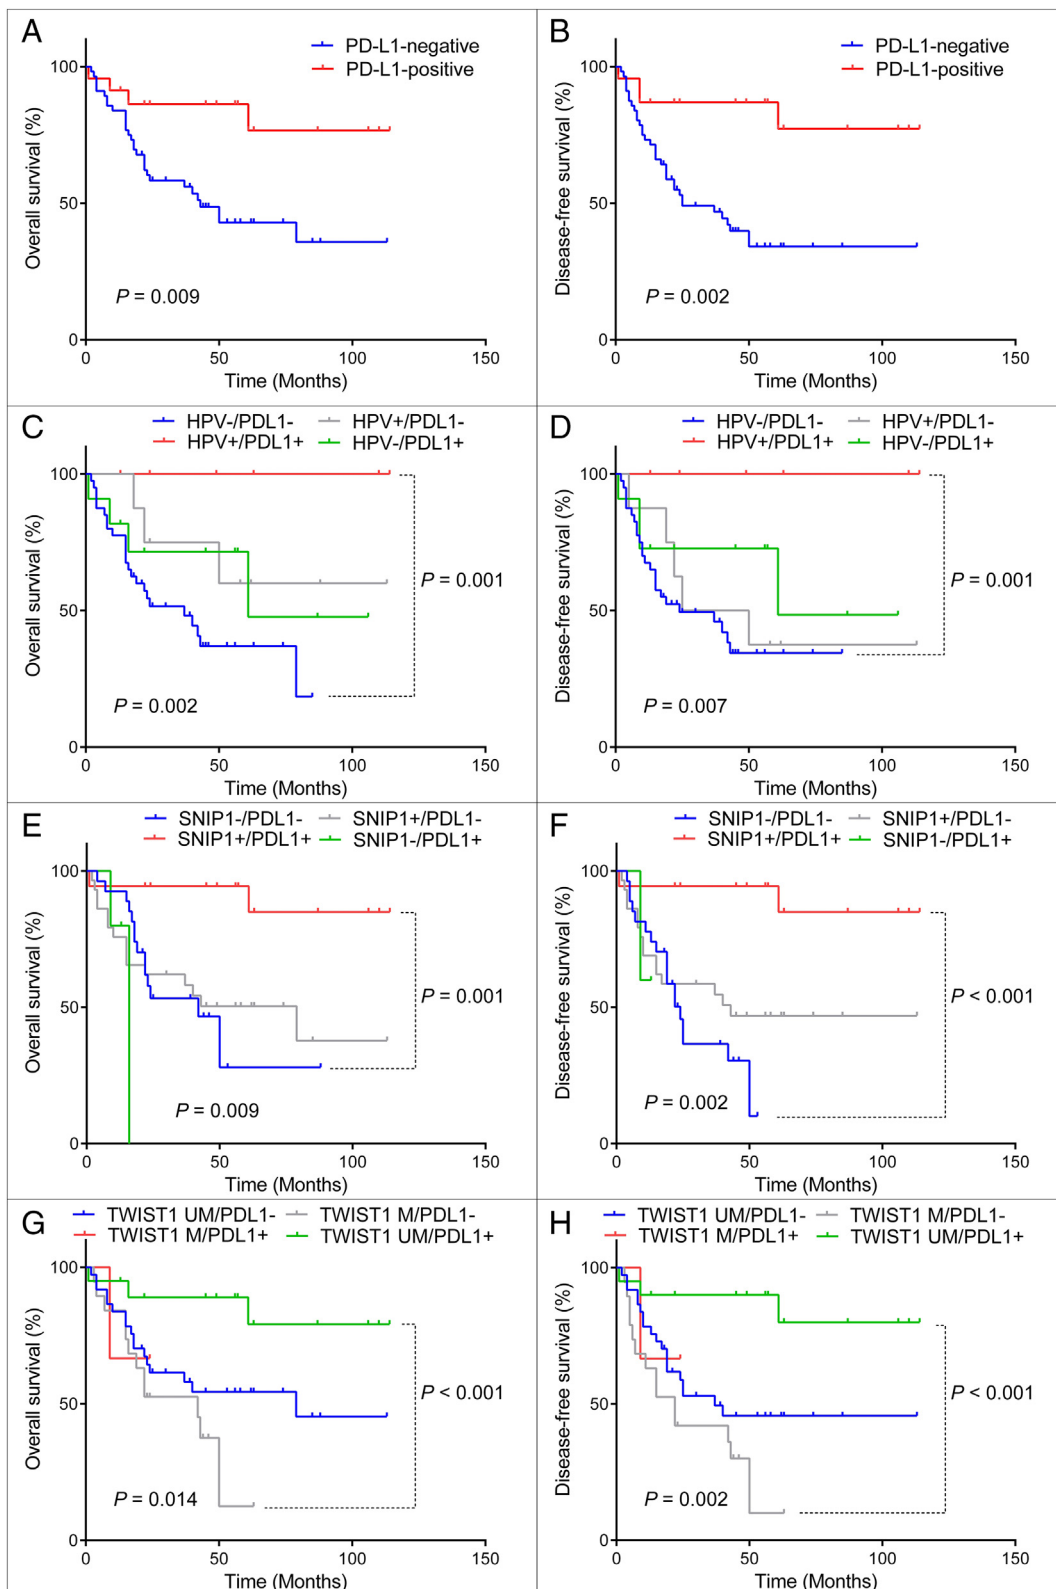 A
PD-L1-negative
PD-L1-positive
Overall survival (%)
100
50
0
P = 0.009
0 50 100 150
Time (Months)
B
PD-L1-negative
PD-L1-positive
Disease-free survival (%)
100
50
0
P = 0.002
0 50 100 150
Time (Months)
C
HPV-/PDL1- HPV+/PDL1-
HPV+/PDL1+ HPV-/PDL1+
Overall survival (%)
100
50
0
P = 0.001
P = 0.002
0 50 100 150
Time (Months)
D
HPV-/PDL1- HPV+/PDL1-
HPV+/PDL1+ HPV-/PDL1+
Disease-free survival (%)
100
50
0
P = 0.001
P = 0.007
0 50 100 150
Time (Months)
E
SNIP1-/PDL1- SNIP1+/PDL1-
SNIP1+/PDL1+ SNIP1-/PDL1+
Overall survival (%)
100
50
0
P = 0.001
P = 0.009
0 50 100 150
Time (Months)
F
SNIP1-/PDL1- SNIP1+/PDL1-
SNIP1+/PDL1+ SNIP1-/PDL1+
Disease-free survival (%)
100
50
0
P < 0.001
P = 0.002
0 50 100 150
Time (Months)
G
TWIST1 UM/PDL1- TWIST1 M/PDL1-
TWIST1 M/PDL1+ TWIST1 UM/PDL1+
Overall survival (%)
100
50
0
P < 0.001
P = 0.014
0 50 100 150
Time (Months)
H
TWIST1 UM/PDL1- TWIST1 M/PDL1-
TWIST1 M/PDL1+ TWIST1 UM/PDL1+
Disease-free survival (%)
100
50
0
P < 0.001
P = 0.002
0 50 100 150
Time (Months)